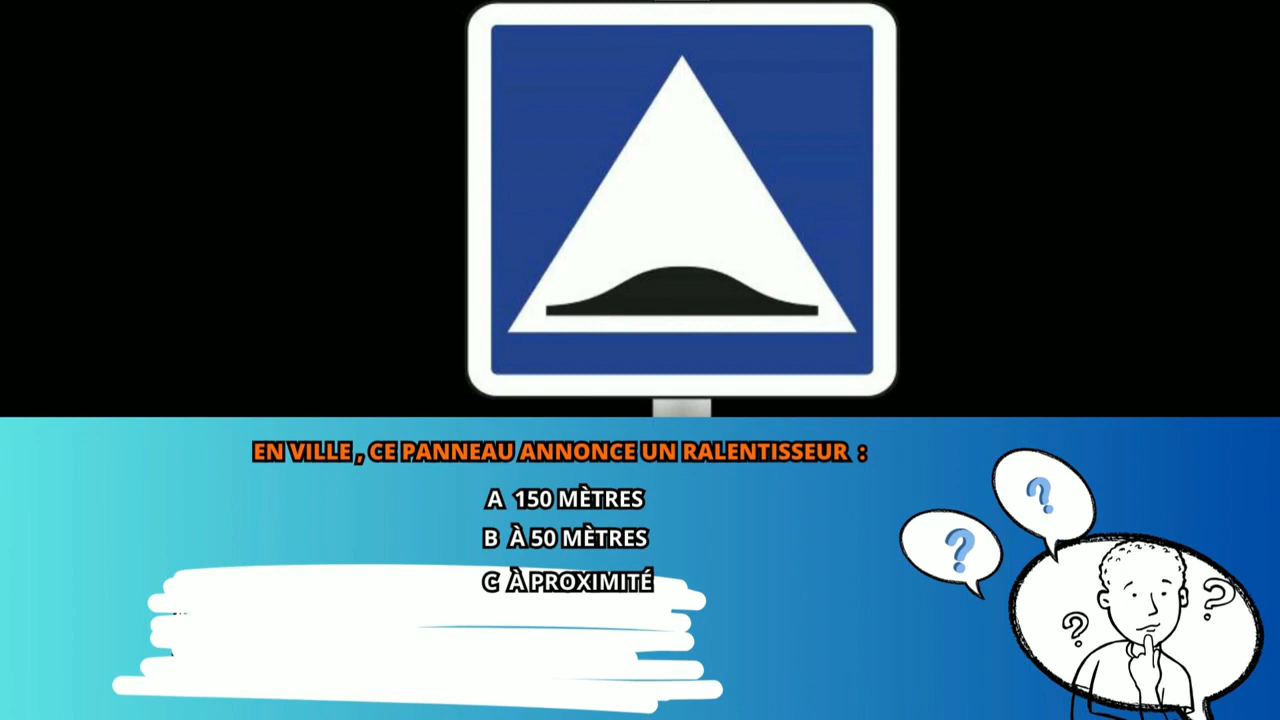 EN VILLE , CE PANNEAU ANNONCE UN RALENTISSEUR :
A 150 MÈTRES
B À 50 MÈTRES
C À PROXIMITÉ
? ?
? ?